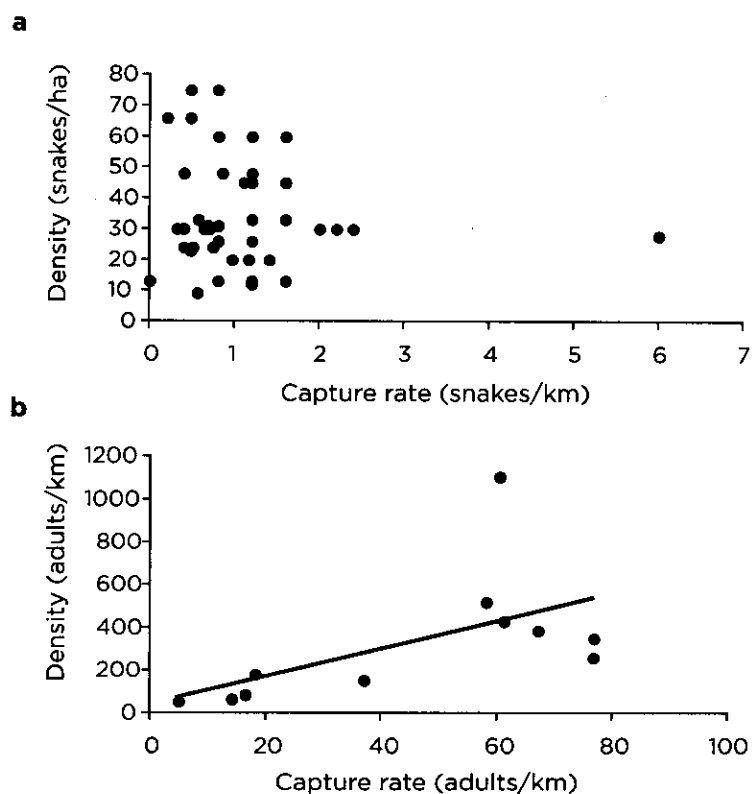 a
Density (snakes/ha)
80
70
60
50
40
30
20
10
0
0 1 2 3 4 5 6 7
Capture rate (snakes/km)
b
Density (adults/km)
1200
1000
800
600
400
200
0
0 20 40 60 80 100
Capture rate (adults/km)